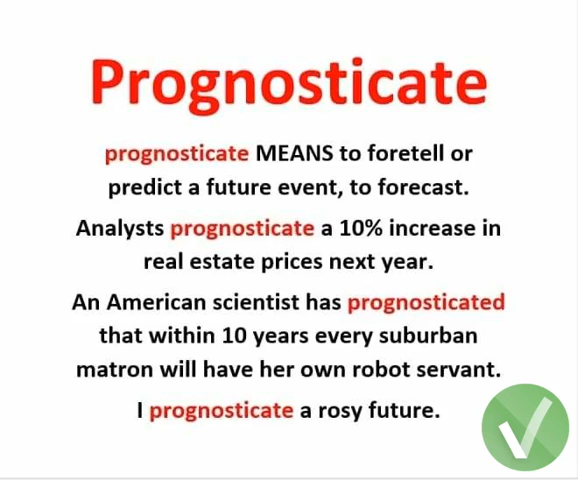 Prognosticate
prognosticate MEANS to foretell or
predict a future event, to forecast.
Analysts prognosticate a 10% increase in
real estate prices next year.
An American scientist has prognosticated
that within 10 years every suburban
matron will have her own robot servant.
I prognosticate a rosy future.